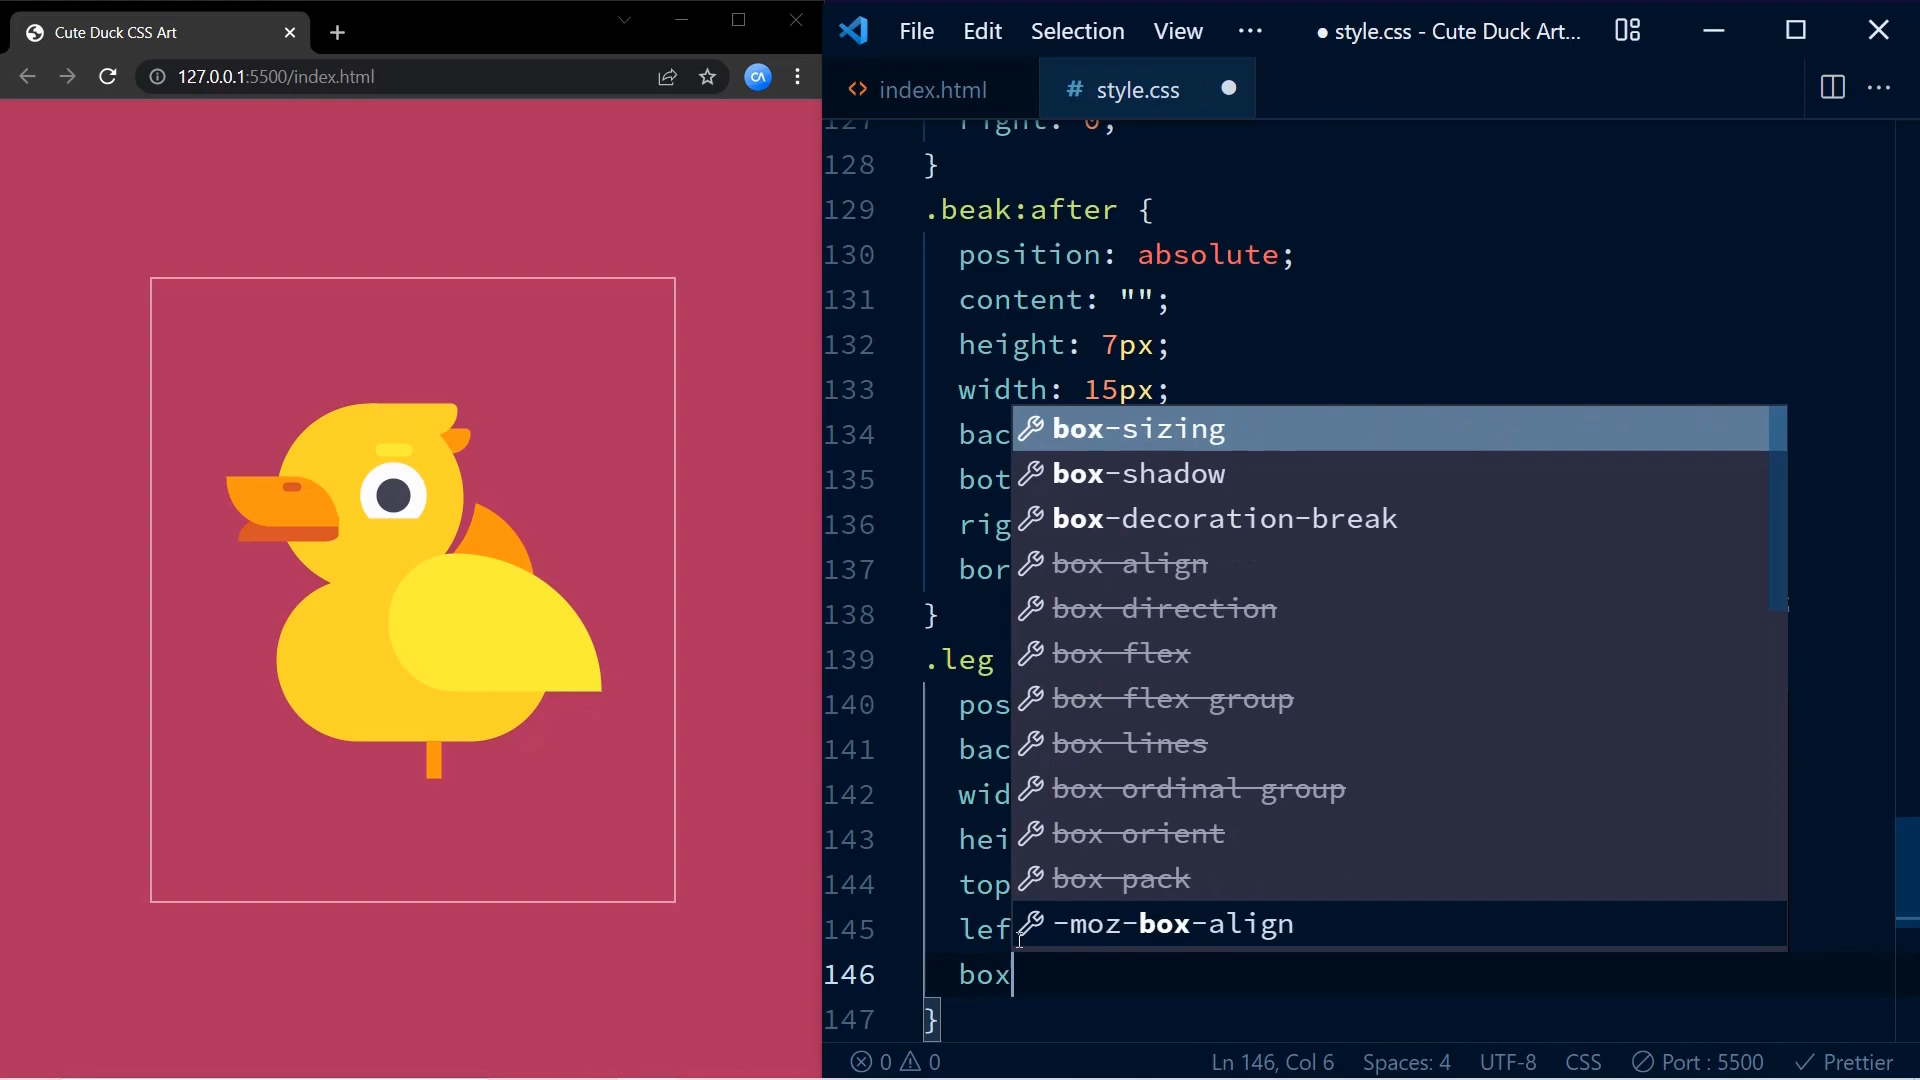 Cute Duck CSS Art
127.0.0.1:5500/index.html
CA
File Edit Selection View ··· ● style.css - Cute Duck Art...
<> index.html
# style.css ●
127 right: 0;
128 }
129 .beak:after {
130 position: absolute;
131 content: "";
132 height: 7px;
133 width: 15px;
134 bac
135 bot
136 rig
137 bor
138 }
139 .leg
140 pos
141 bac
142 wid
143 hei
144 top
145 lef
146 box
147 }
box-sizing
box-shadow
box-decoration-break
box-align
box-direction
box-flex
box-flex-group
box-lines
box-ordinal-group
box-orient
box-pack
-moz-box-align
0 0
Ln 146, Col 6 Spaces: 4 UTF-8 CSS Port : 5500 Prettier